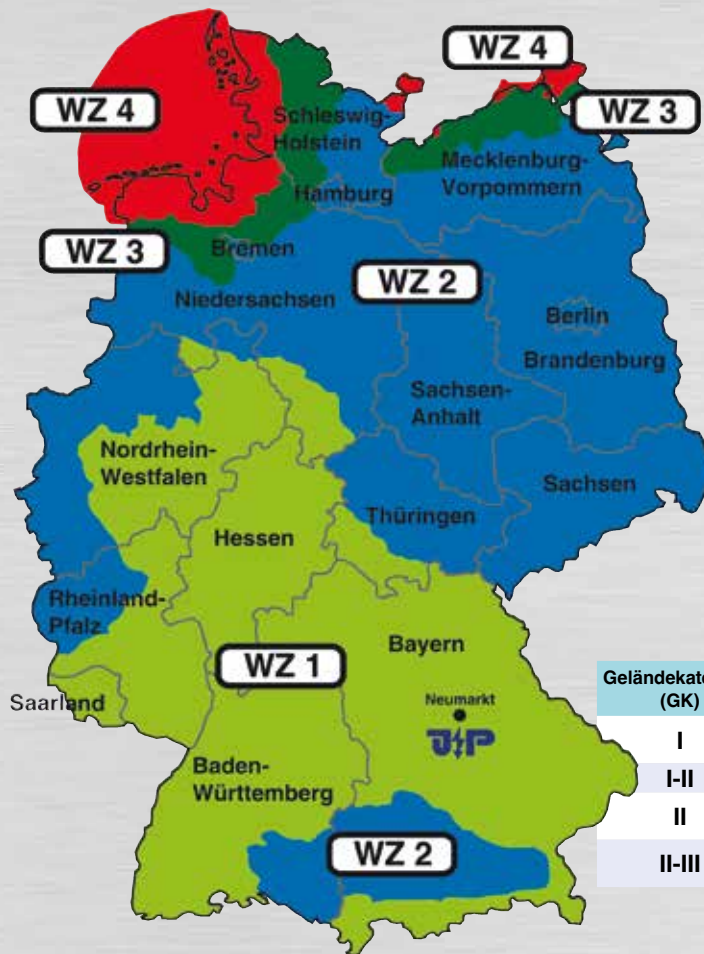 WZ 4
WZ 4
WZ 3
Schleswig-
Holstein
Mecklenburg-
Vorpommern
Hamburg
WZ 3
Bremen
WZ 2
Niedersachsen
Berlin
Brandenburg
Sachsen-
Anhalt
Nordrhein-
Westfalen
Sachsen
Thüringen
Hessen
Rheinland-
Pfalz
Bayern
WZ 1
Saarland
Neumarkt
J P
Baden-
Württemberg
WZ 2
Geländekate
(GK)
I
I-II
II
II-III